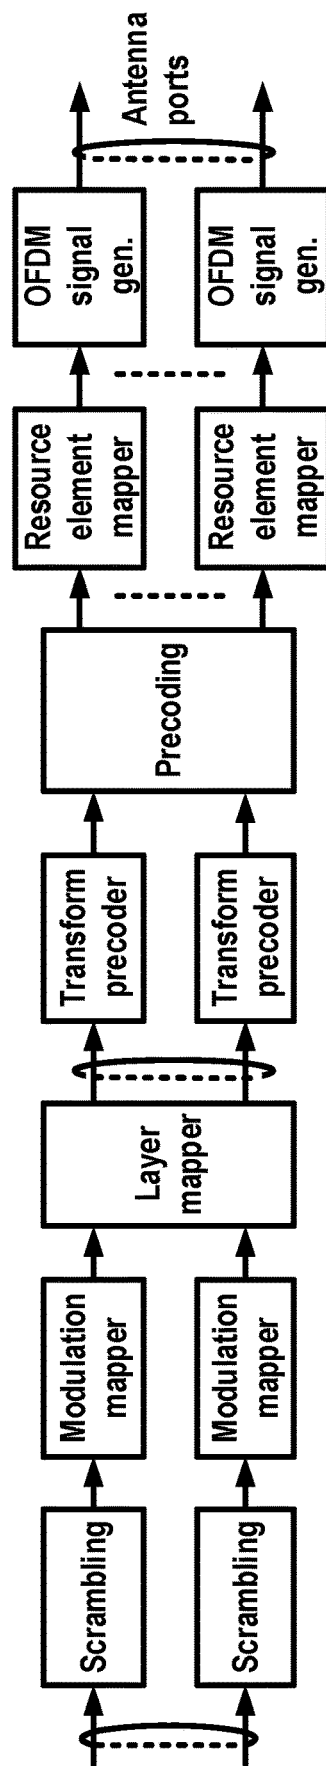 Scrambling
Scrambling
Modulation
mapper
Modulation
mapper
Layer
mapper
Transform
precoder
Transform
precoder
Precoding
Resource
element
mapper
Resource
element
mapper
OFDM
signal
gen.
OFDM
signal
gen.
Antenna
ports